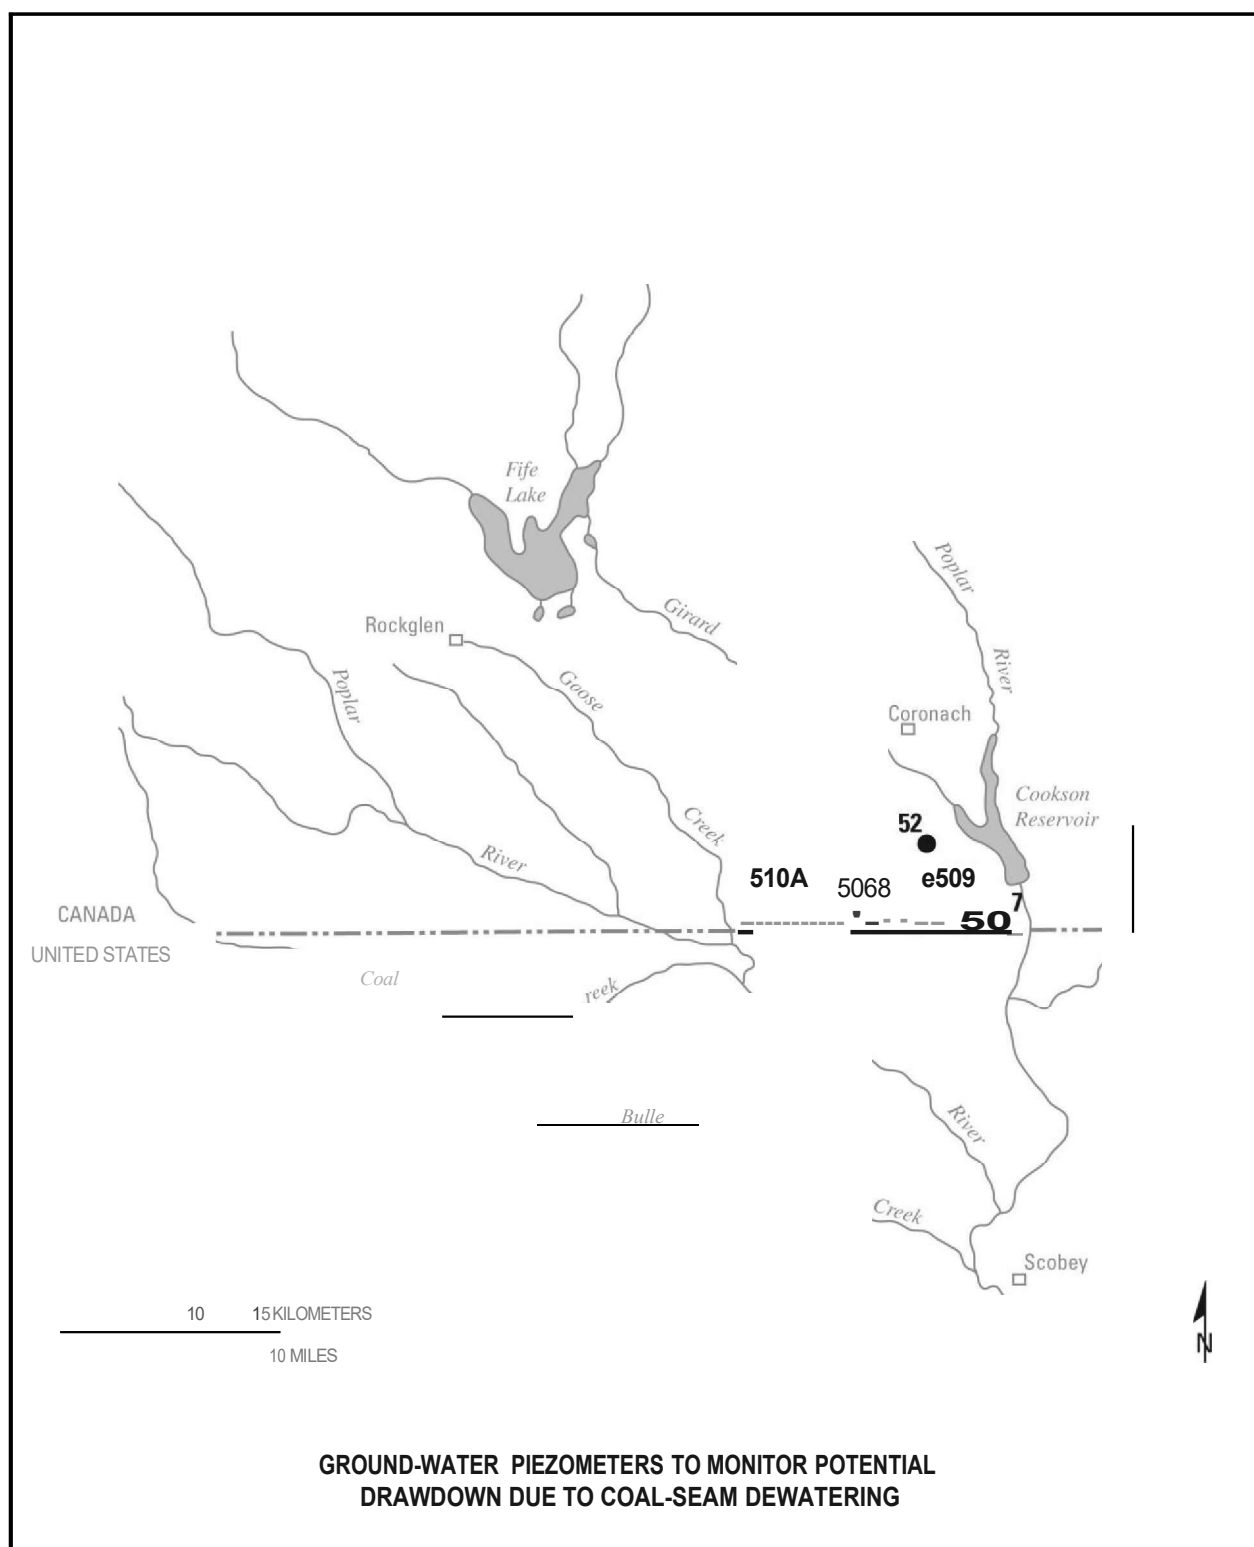 Fife
Lake
Poplar
Girard
Rockglen
Goose
Poplar
River
Coronach
Cookson
Reservoir
Creek
52
River
510A
5068
e509
7
50
CANADA
UNITED STATES
Coal
reek
Bulle
River
Creek
Scobey
10 15 KILOMETERS
10 MILES
N
GROUND-WATER PIEZOMETERS TO MONITOR POTENTIAL
DRAWDOWN DUE TO COAL-SEAM DEWATERING